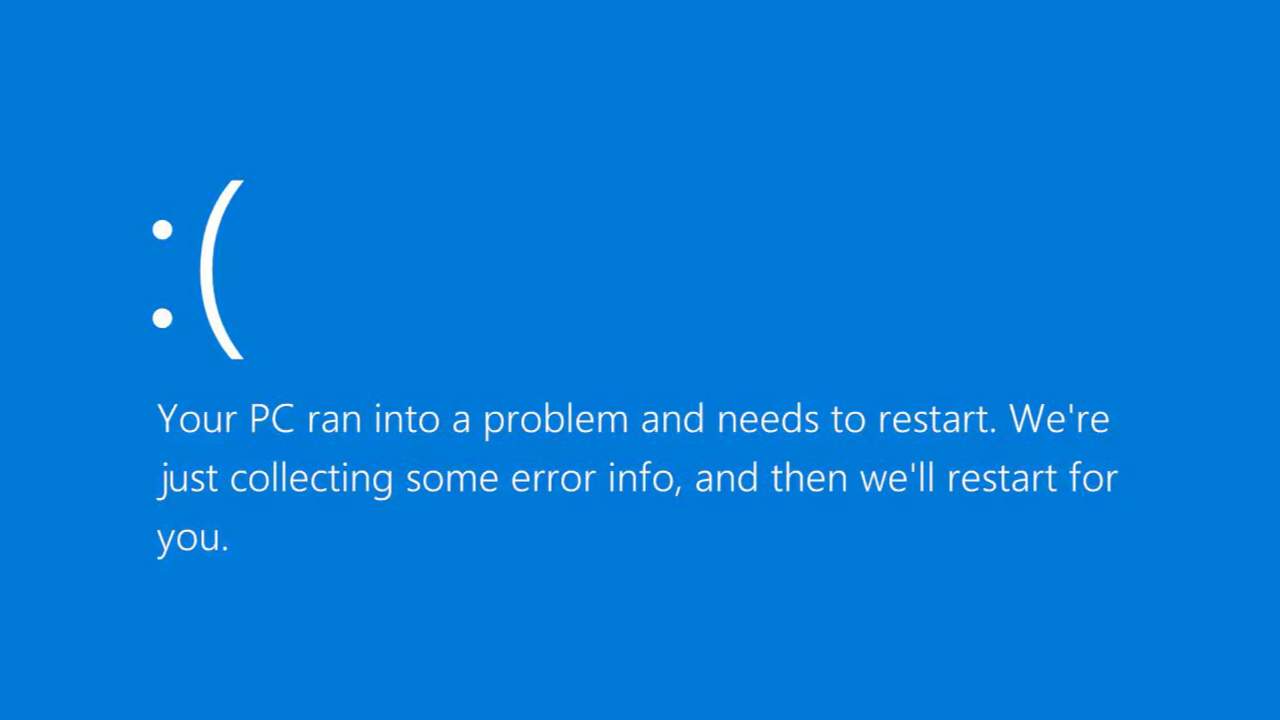 :(
Your PC ran into a problem and needs to restart. We're
just collecting some error info, and then we'll restart for
you.